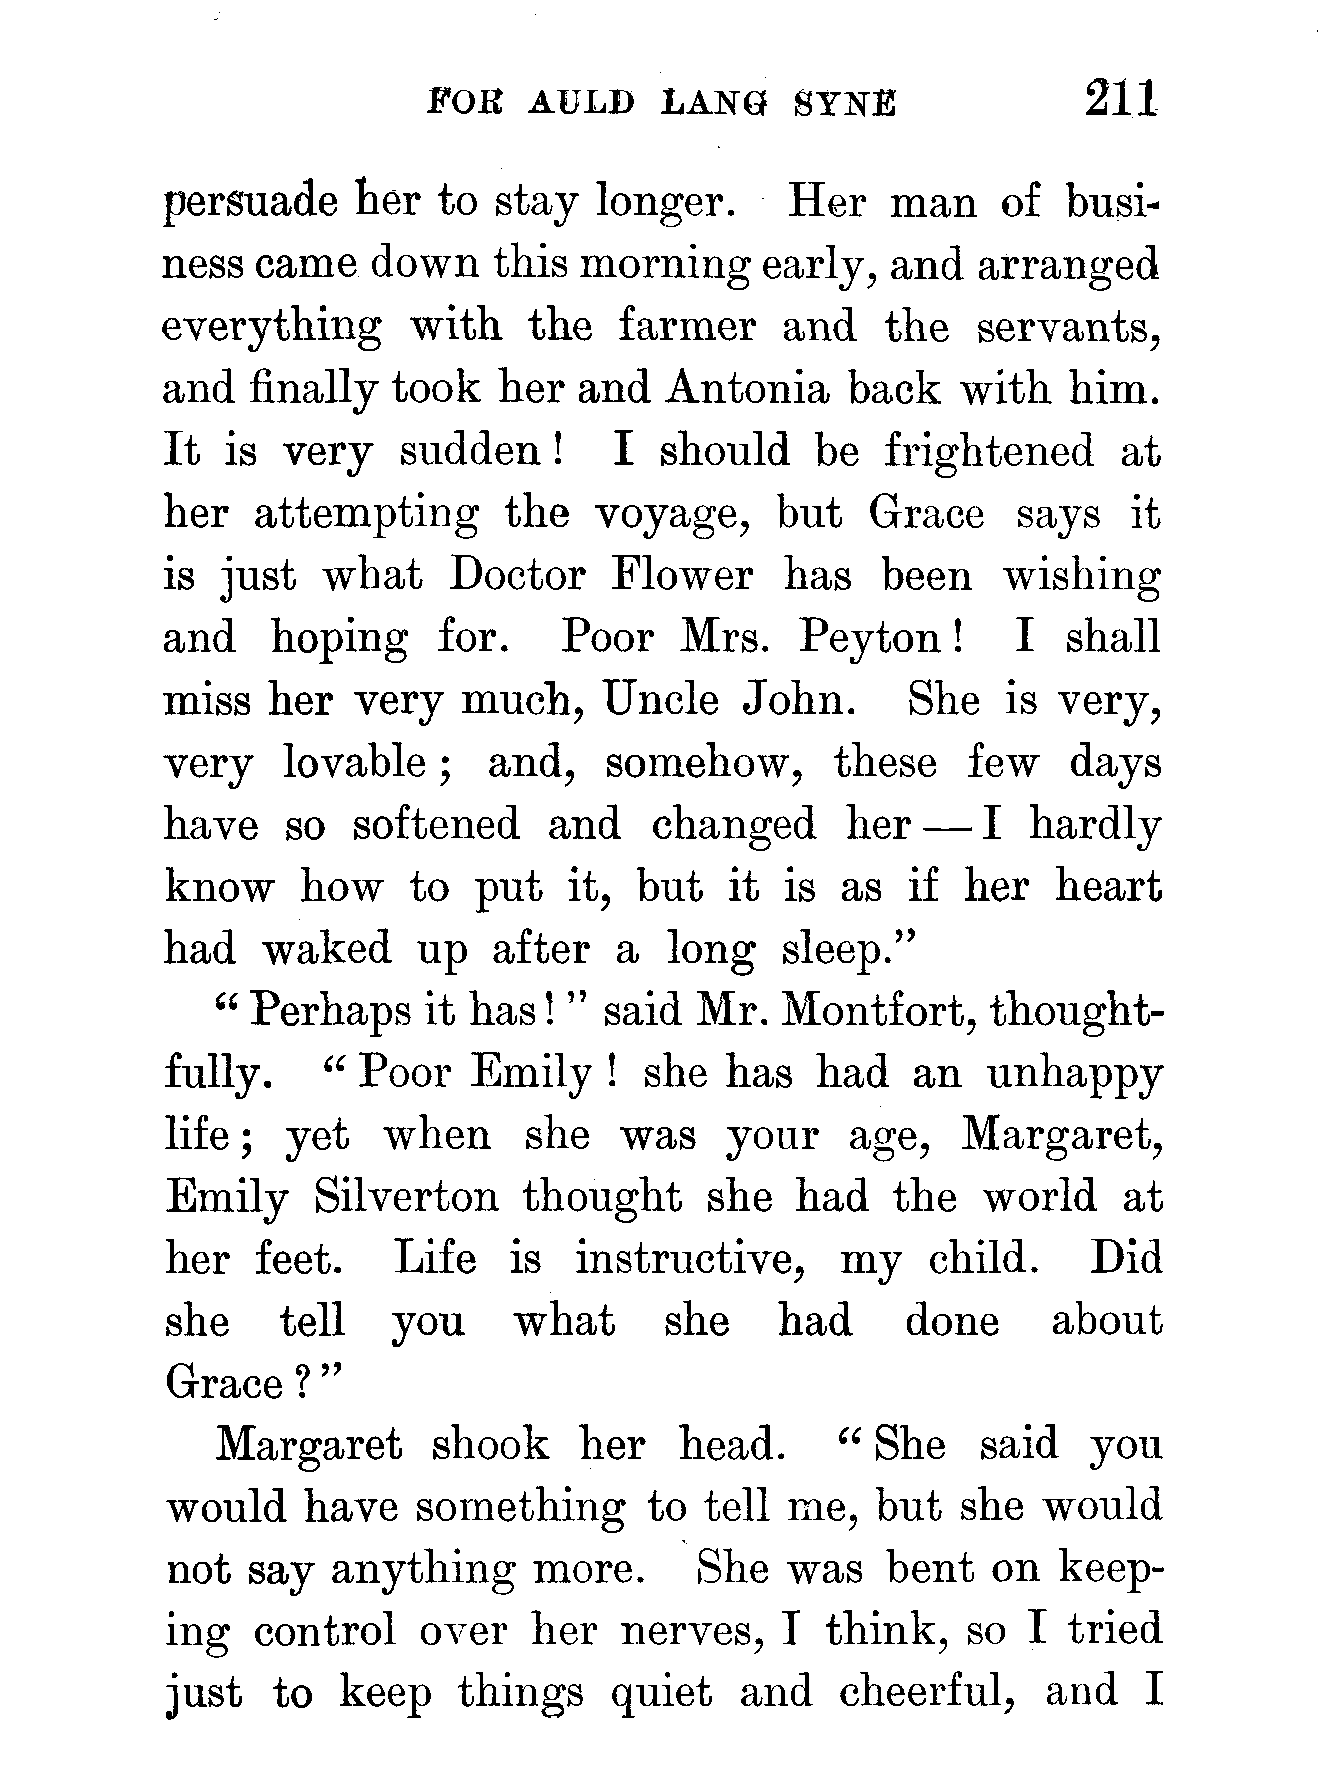 FOR AULD LANG SYNE 211
persuade her to stay longer. Her man of busi-
ness came down this morning early, and arranged
everything with the farmer and the servants,
and finally took her and Antonia back with him.
It is very sudden! I should be frightened at
her attempting the voyage, but Grace says it
is just what Doctor Flower has been wishing
and hoping for. Poor Mrs. Peyton! I shall
miss her very much, Uncle John. She is very,
very lovable; and, somehow, these few days
have so softened and changed her — I hardly
know how to put it, but it is as if her heart
had waked up after a long sleep."
"Perhaps it has!" said Mr. Montfort, thought-
fully. "Poor Emily! she has had an unhappy
life; yet when she was your age, Margaret,
Emily Silverton thought she had the world at
her feet. Life is instructive, my child. Did
she tell you what she had done about
Grace?"
Margaret shook her head. "She said you
would have something to tell me, but she would
not say anything more. She was bent on keep-
ing control over her nerves, I think, so I tried
just to keep things quiet and cheerful, and I